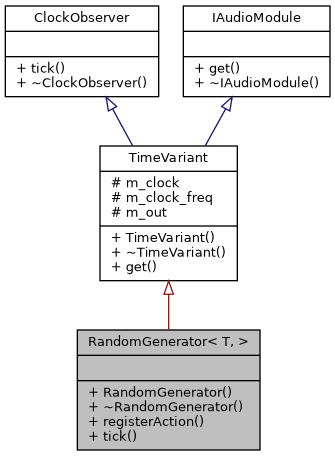 ClockObserver
+ tick()
+ ~ClockObserver()
IAudioModule
+ get()
+ ~IAudioModule()
TimeVariant
# m_clock
# m_clock_freq
# m_out
+ TimeVariant()
+ ~TimeVariant()
+ get()
RandomGenerator< T, >
+ RandomGenerator()
+ ~RandomGenerator()
+ registerAction()
+ tick()